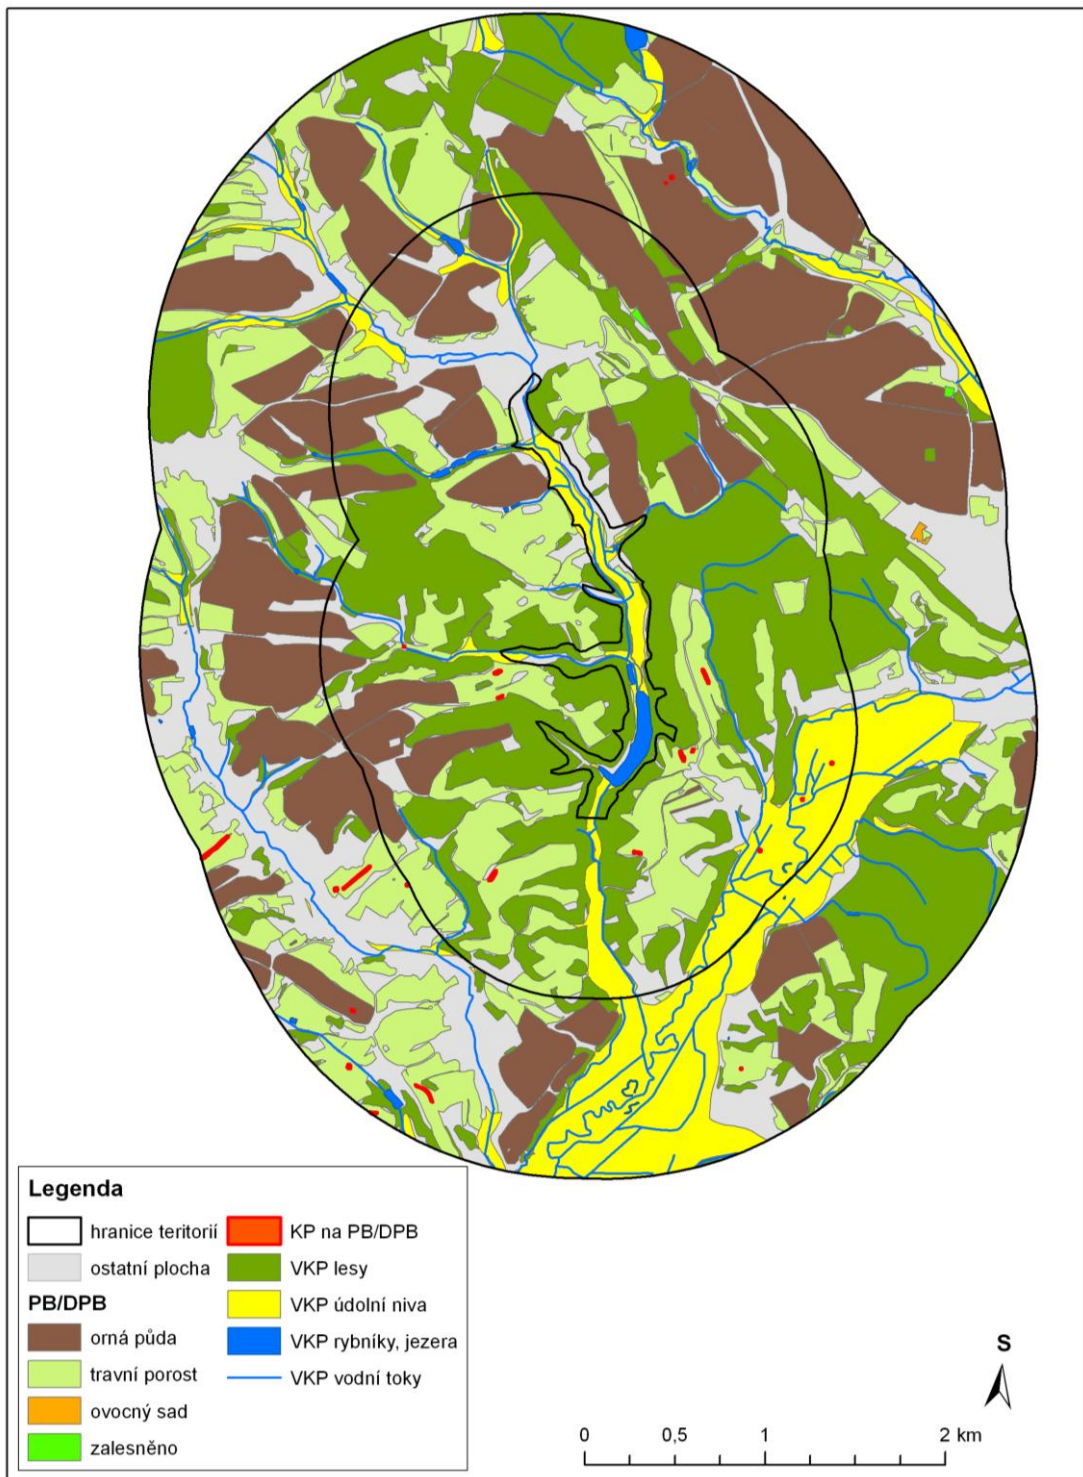 Legenda
hranice teritorií
ostatní plocha
PB/DPB
orná půda
travní porost
ovocný sad
zalesněno
KP na PB/DPB
VKP lesy
VKP údolní niva
VKP rybníky, jezera
VKP vodní toky
S
0 0,5 1 2 km